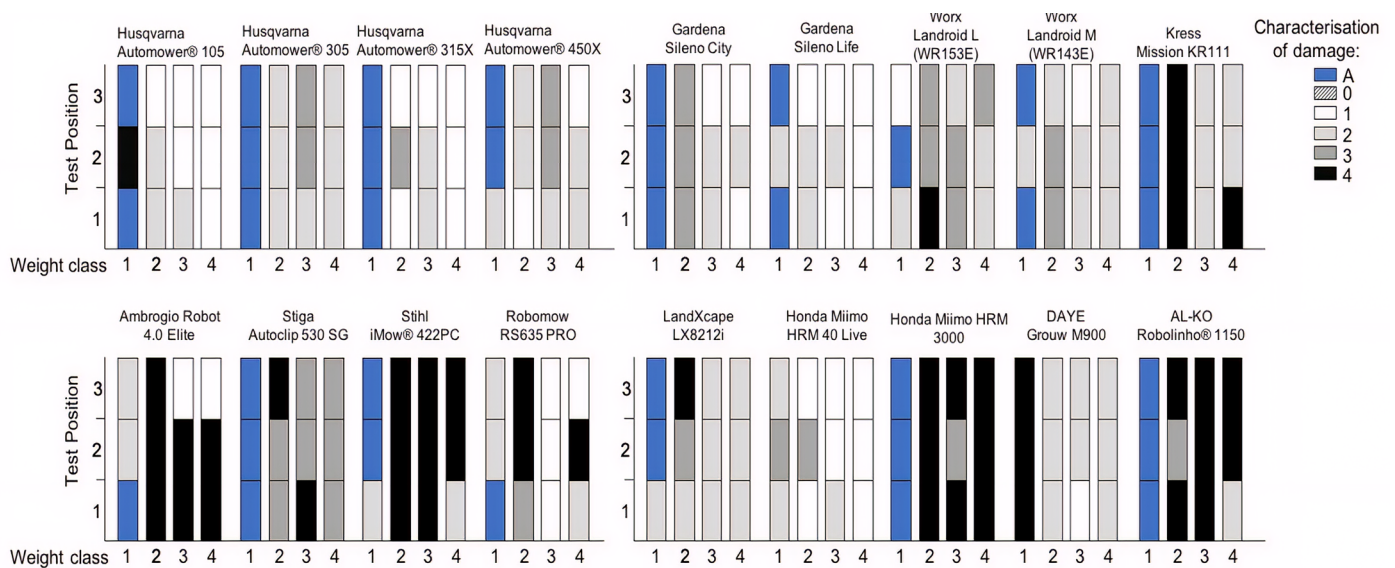 Husqvarna
Automower® 105
Husqvarna
Automower® 305
Husqvarna
Automower® 315X
Husqvarna
Automower® 450X
Gardena
Sileno City
Gardena
Sileno Life
Worx
Landroid L
(WR153E)
Worx
Landroid M
(WR143E)
Kress
Mission KR111
Characterisation
of damage:
A
0
1
2
3
4
Test Position
3
2
1
3
2
1
Weight class 1 2 3 4 1 2 3 4 1 2 3 4 1 2 3 4 1 2 3 4 1 2 3 4 1 2 3 4 1 2 3 4 1 2 3 4
Ambrogio Robot
4.0 Elite
Stiga
Autoclip 530 SG
Stihl
iMow® 422PC
Robomow
RS635 PRO
LandXcape
LX8212i
Honda Miimo
HRM 40 Live
Honda Miimo HRM
3000
DAYE
Grouw M900
AL-KO
Robolinho® 1150
Test Position
3
2
1
3
2
1
Weight class 1 2 3 4 1 2 3 4 1 2 3 4 1 2 3 4 1 2 3 4 1 2 3 4 1 2 3 4 1 2 3 4 1 2 3 4